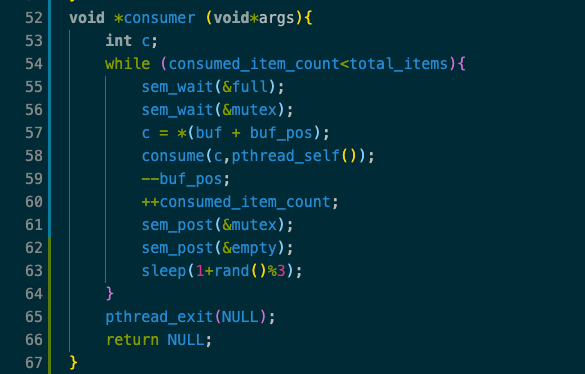 52 void *consumer (void*args){
53     int c;
54     while (consumed_item_count<total_items){
55         sem_wait(&full);
56         sem_wait(&mutex);
57         c = *(buf + buf_pos);
58         consume(c,pthread_self());
59         --buf_pos;
60         ++consumed_item_count;
61         sem_post(&mutex);
62         sem_post(&empty);
63         sleep(1+rand()%3);
64     }
65     pthread_exit(NULL);
66     return NULL;
67 }